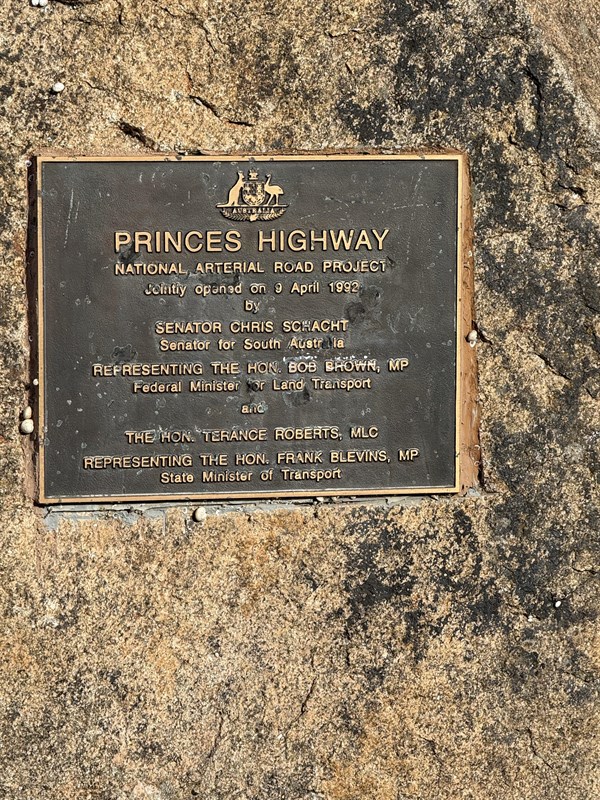 AUSTRALIA
PRINCES HIGHWAY
NATIONAL ARTERIAL ROAD PROJECT
Jointly opened on 9 April 1992
by
SENATOR CHRIS SCHACHT
Senator for South Australia
REPRESENTING THE HON. BOB BROWN, MP
Federal Minister for Land Transport
and
THE HON. TERANCE ROBERTS, MLC
REPRESENTING THE HON. FRANK BLEVINS, MP
State Minister of Transport